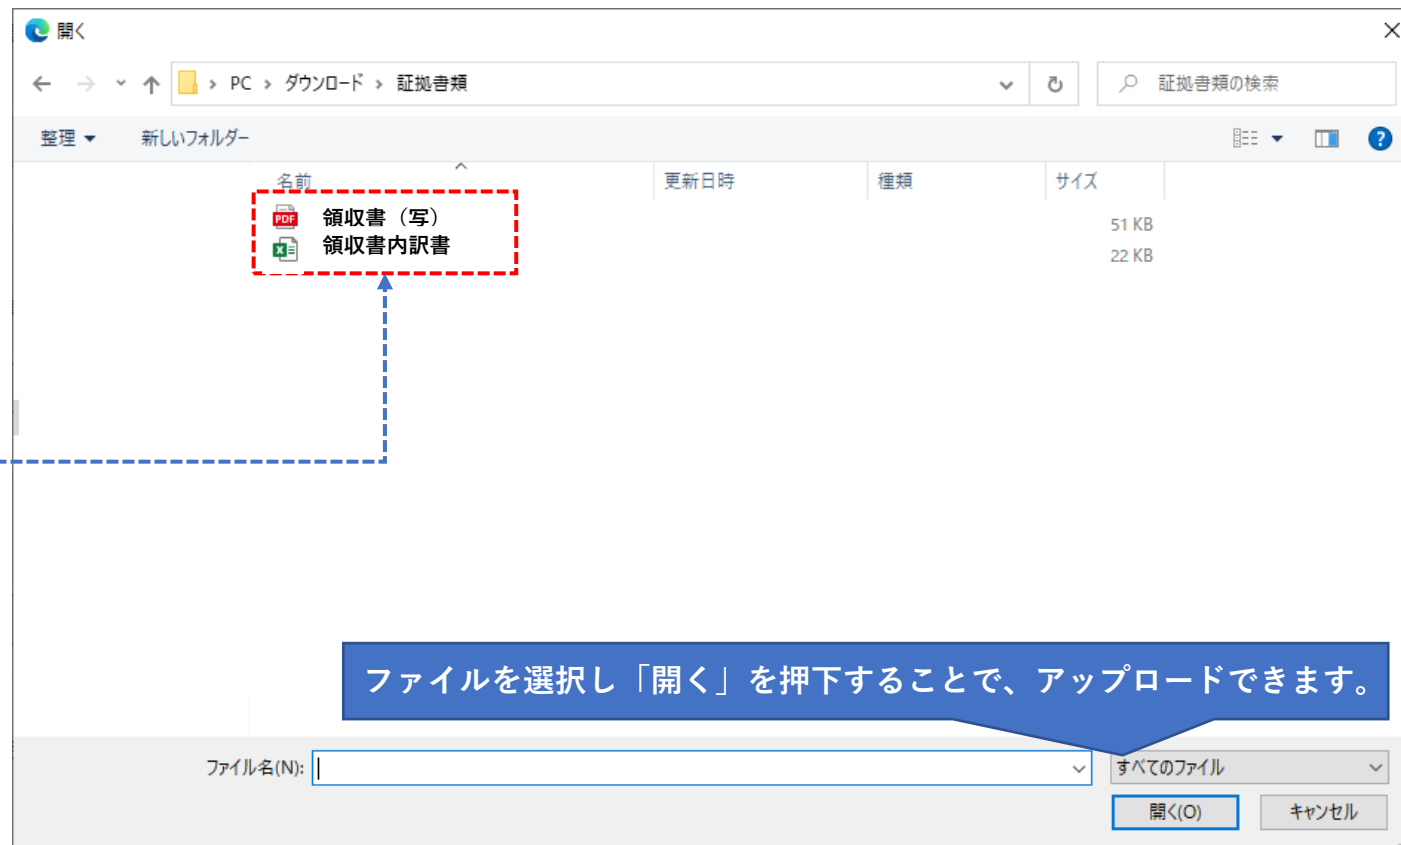 開く
PC › ダウンロード › 証拠書類
証拠書類の検索
整理 新しいフォルダー
?
名前 更新日時 種類 サイズ
PDF 領収書（写） 51 KB
領収書内訳書 22 KB
ファイルを選択し「開く」を押下することで、アップロードできます。
ファイル名(N): すべてのファイル
開く(O) キャンセル